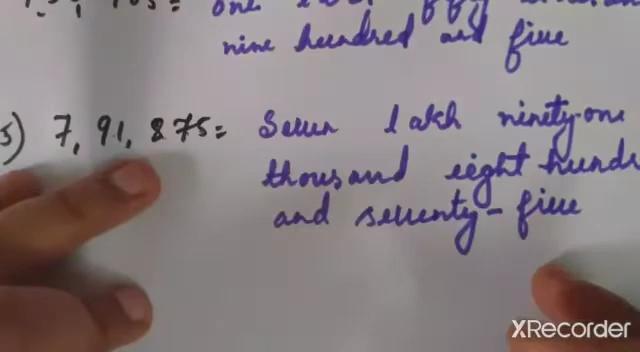 one
nine hundred and five
5) 7, 91, 875 = Seven lakh ninety-one
thousand eight hundr
and seventy-five
XRecorder